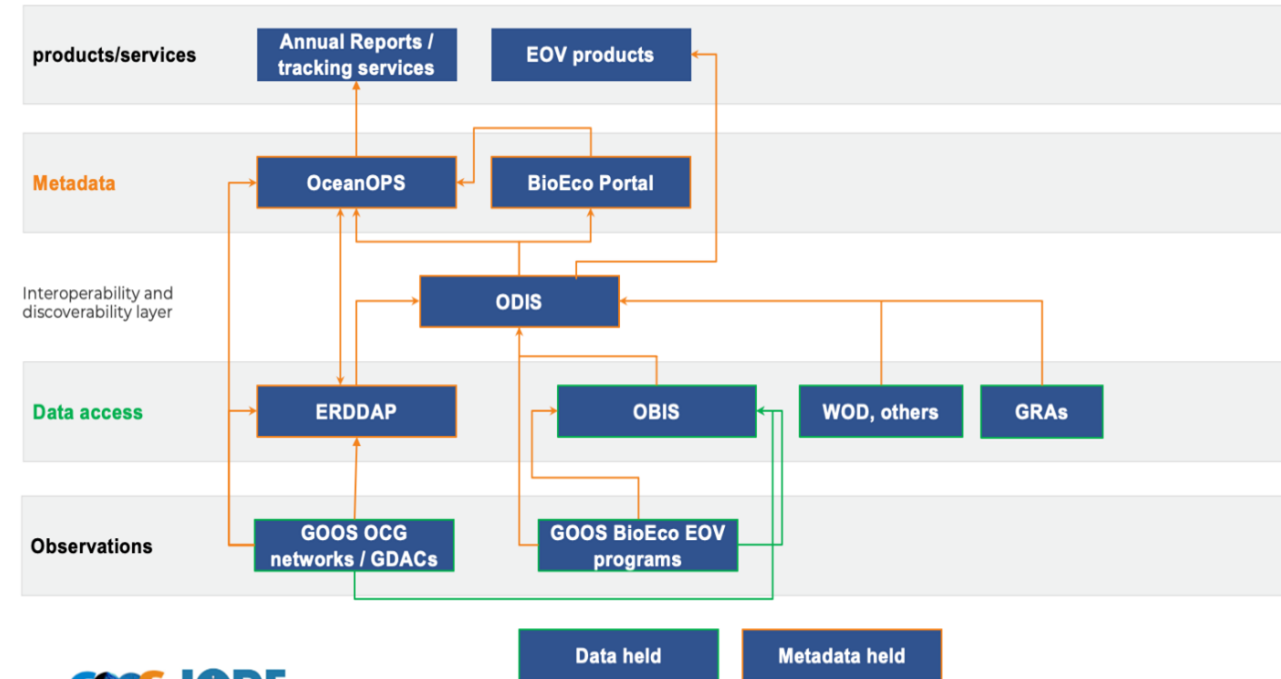 products/services
Annual Reports /
tracking services
EOV products
Metadata
OceanOPS
BioEco Portal
Interoperability and
discoverability layer
ODIS
Data access
ERDDAP
OBIS
WOD, others
GRAs
Observations
GOOS OCG
networks / GDACs
GOOS BioEco EOV
programs
Data held
Metadata held